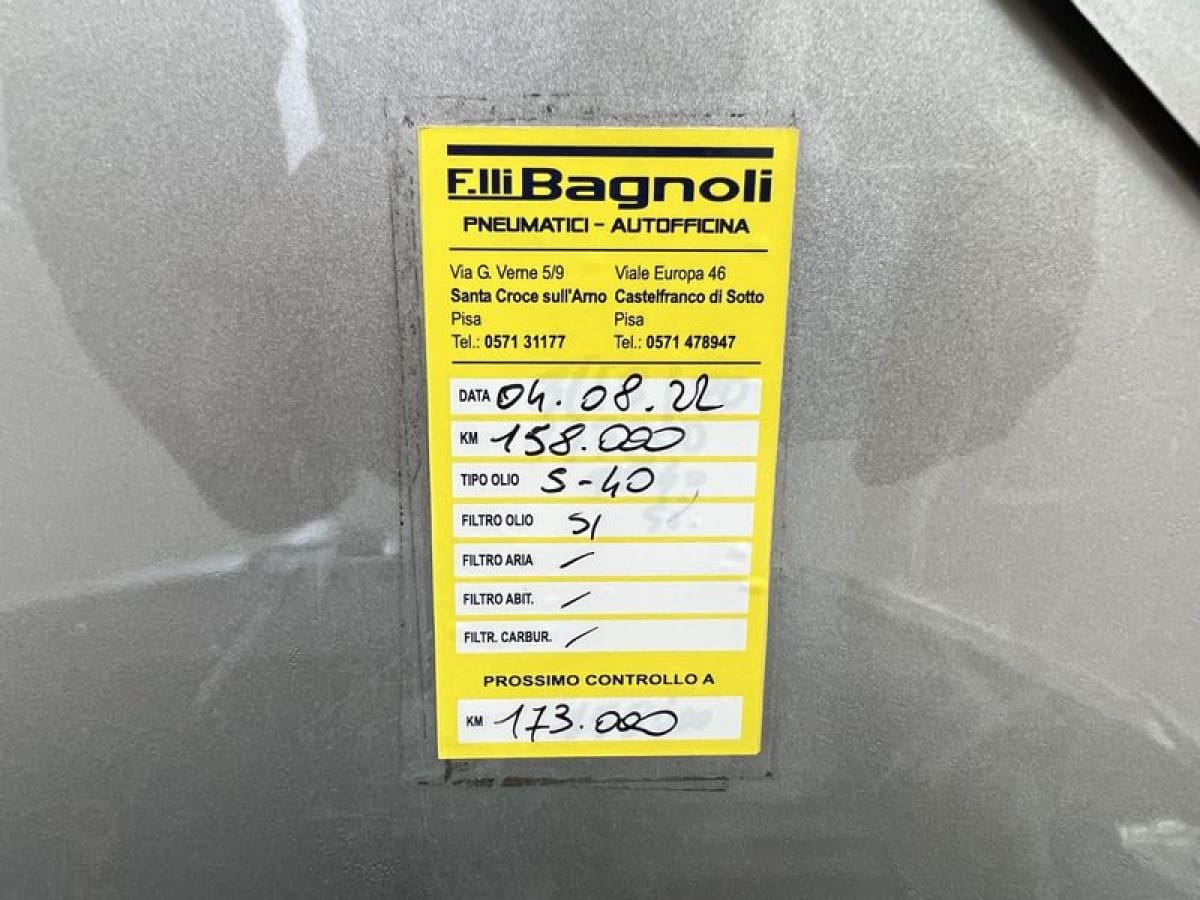 F.lli Bagnoli
PNEUMATICI - AUTOFFICINA
Via G. Verne 5/9
Santa Croce sull'Arno
Pisa
Tel.: 0571 31177
Viale Europa 46
Castelfranco di Sotto
Pisa
Tel.: 0571 478947
DATA 04.08.22
KM 158.000
TIPO OLIO 5-40
FILTRO OLIO SI
FILTRO ARIA /
FILTRO ABIT. /
FILTR. CARBUR. /
PROSSIMO CONTROLLO A
KM 173.000